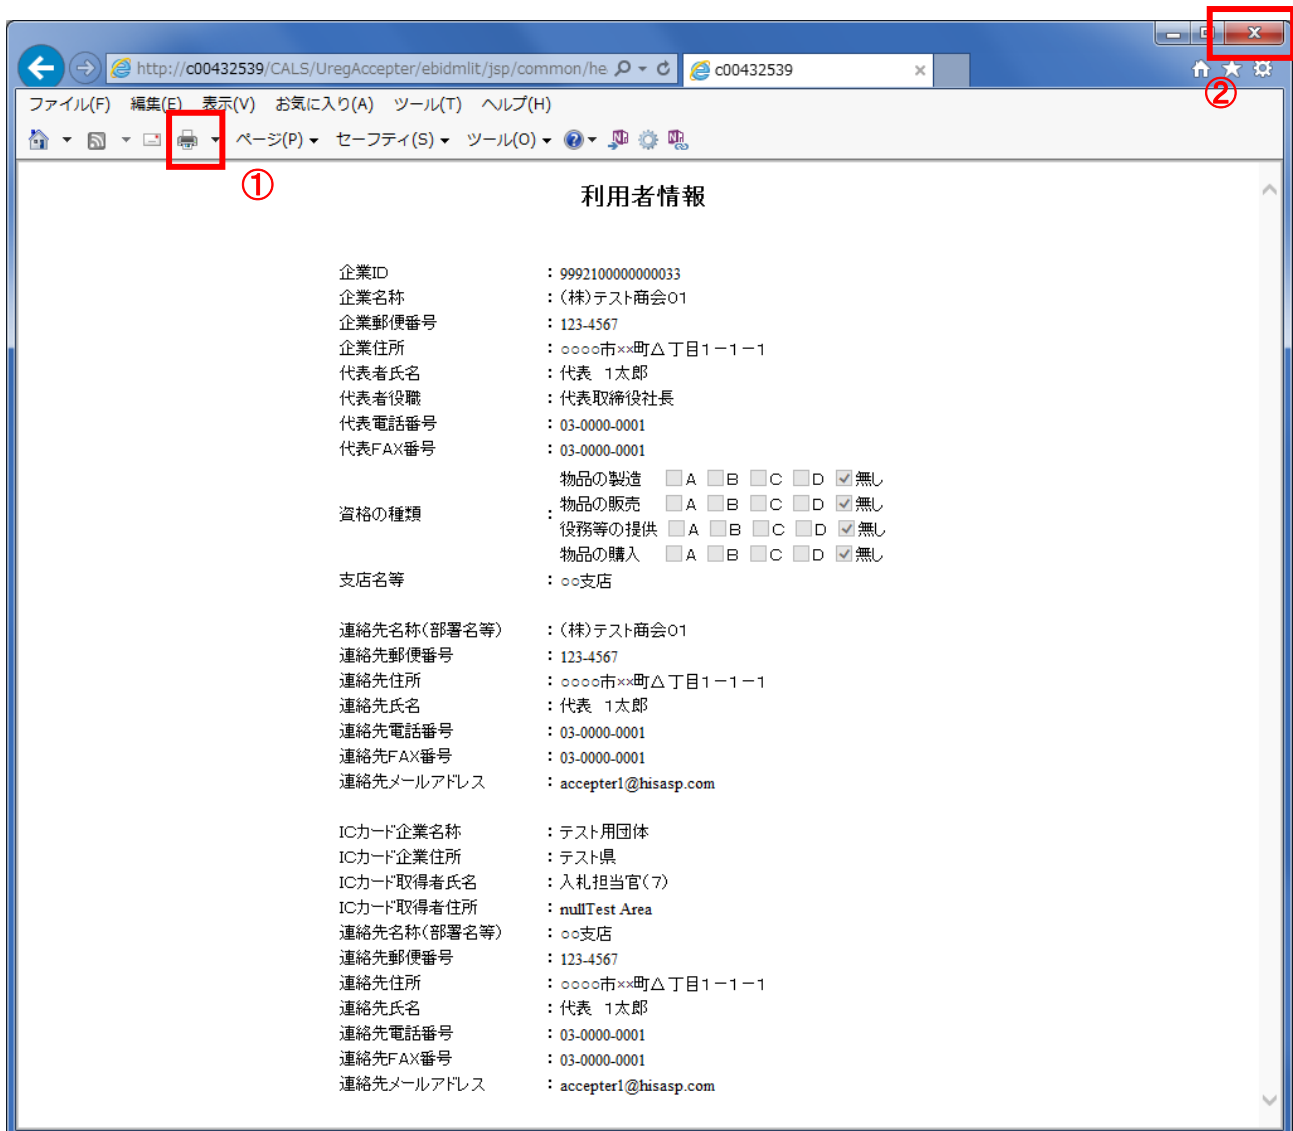 ②
http://c00432539/CALS/UregAccepter/ebidmlit/jsp/common/he
c00432539
ファイル(F) 編集(E) 表示(V) お気に入り(A) ツール(T) ヘルプ(H)
ページ(P) セーフティ(S) ツール(O)
①
利用者情報
企業ID : 9992100000000033
企業名称 : (株)テスト商会01
企業郵便番号 : 123-4567
企業住所 : ○○○○市××町△丁目1-1-1
代表者氏名 : 代表 1太郎
代表者役職 : 代表取締役社長
代表電話番号 : 03-0000-0001
代表FAX番号 : 03-0000-0001
資格の種類 :
物品の製造 A B C D 無し
物品の販売 A B C D 無し
役務等の提供 A B C D 無し
物品の購入 A B C D 無し
支店名等 : ○○支店
連絡先名称(部署名等) : (株)テスト商会01
連絡先郵便番号 : 123-4567
連絡先住所 : ○○○○市××町△丁目1-1-1
連絡先氏名 : 代表 1太郎
連絡先電話番号 : 03-0000-0001
連絡先FAX番号 : 03-0000-0001
連絡先メールアドレス : accepter1@hisasp.com
ICカード企業名称 : テスト用団体
ICカード企業住所 : テスト県
ICカード取得者氏名 : 入札担当官(7)
ICカード取得者住所 : nullTest Area
連絡先名称(部署名等) : ○○支店
連絡先郵便番号 : 123-4567
連絡先住所 : ○○○○市××町△丁目1-1-1
連絡先氏名 : 代表 1太郎
連絡先電話番号 : 03-0000-0001
連絡先FAX番号 : 03-0000-0001
連絡先メールアドレス : accepter1@hisasp.com